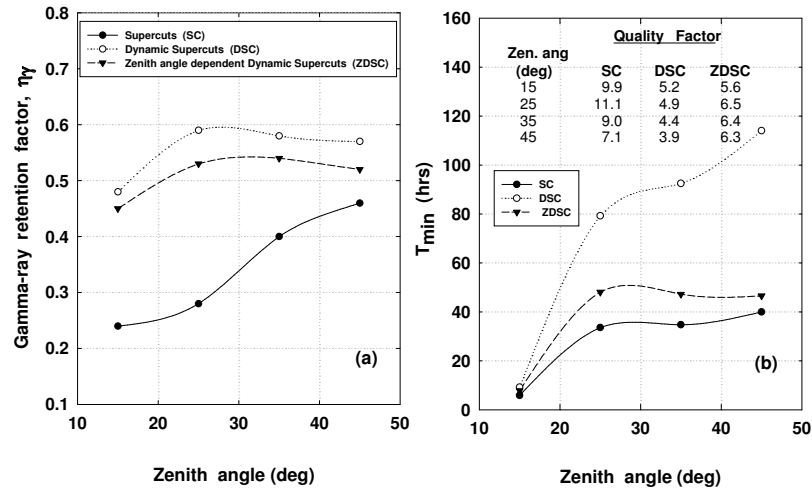 Supercuts (SC)
Dynamic Supercuts (DSC)
Zenith angle dependent Dynamic Supercuts (ZDSC)
Gamma-ray retention factor, ηγ
0.8
0.7
0.6
0.5
0.4
0.3
0.2
0.1
(a)
10 20 30 40 50
Zenith angle (deg)
Tmin (hrs)
160
140
120
100
80
60
40
20
0
Quality Factor
Zen. ang
(deg) SC DSC ZDSC
15 9.9 5.2 5.6
25 11.1 4.9 6.5
35 9.0 4.4 6.4
45 7.1 3.9 6.3
SC
DSC
ZDSC
(b)
10 20 30 40 50
Zenith angle (deg)